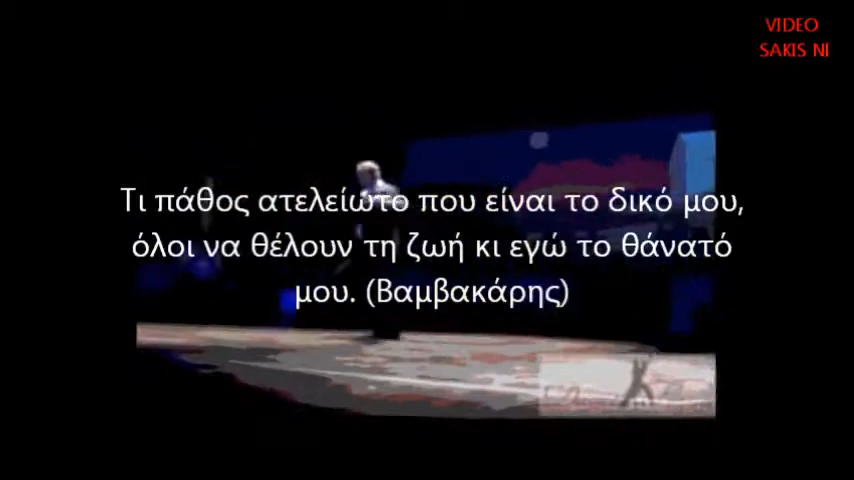 VIDEO
SAKIS NI
Τι πάθος ατελείωτο που είναι το δικό μου,
όλοι να θέλουν τη ζωή κι εγώ το θάνατό
μου. (Βαμβακάρης)